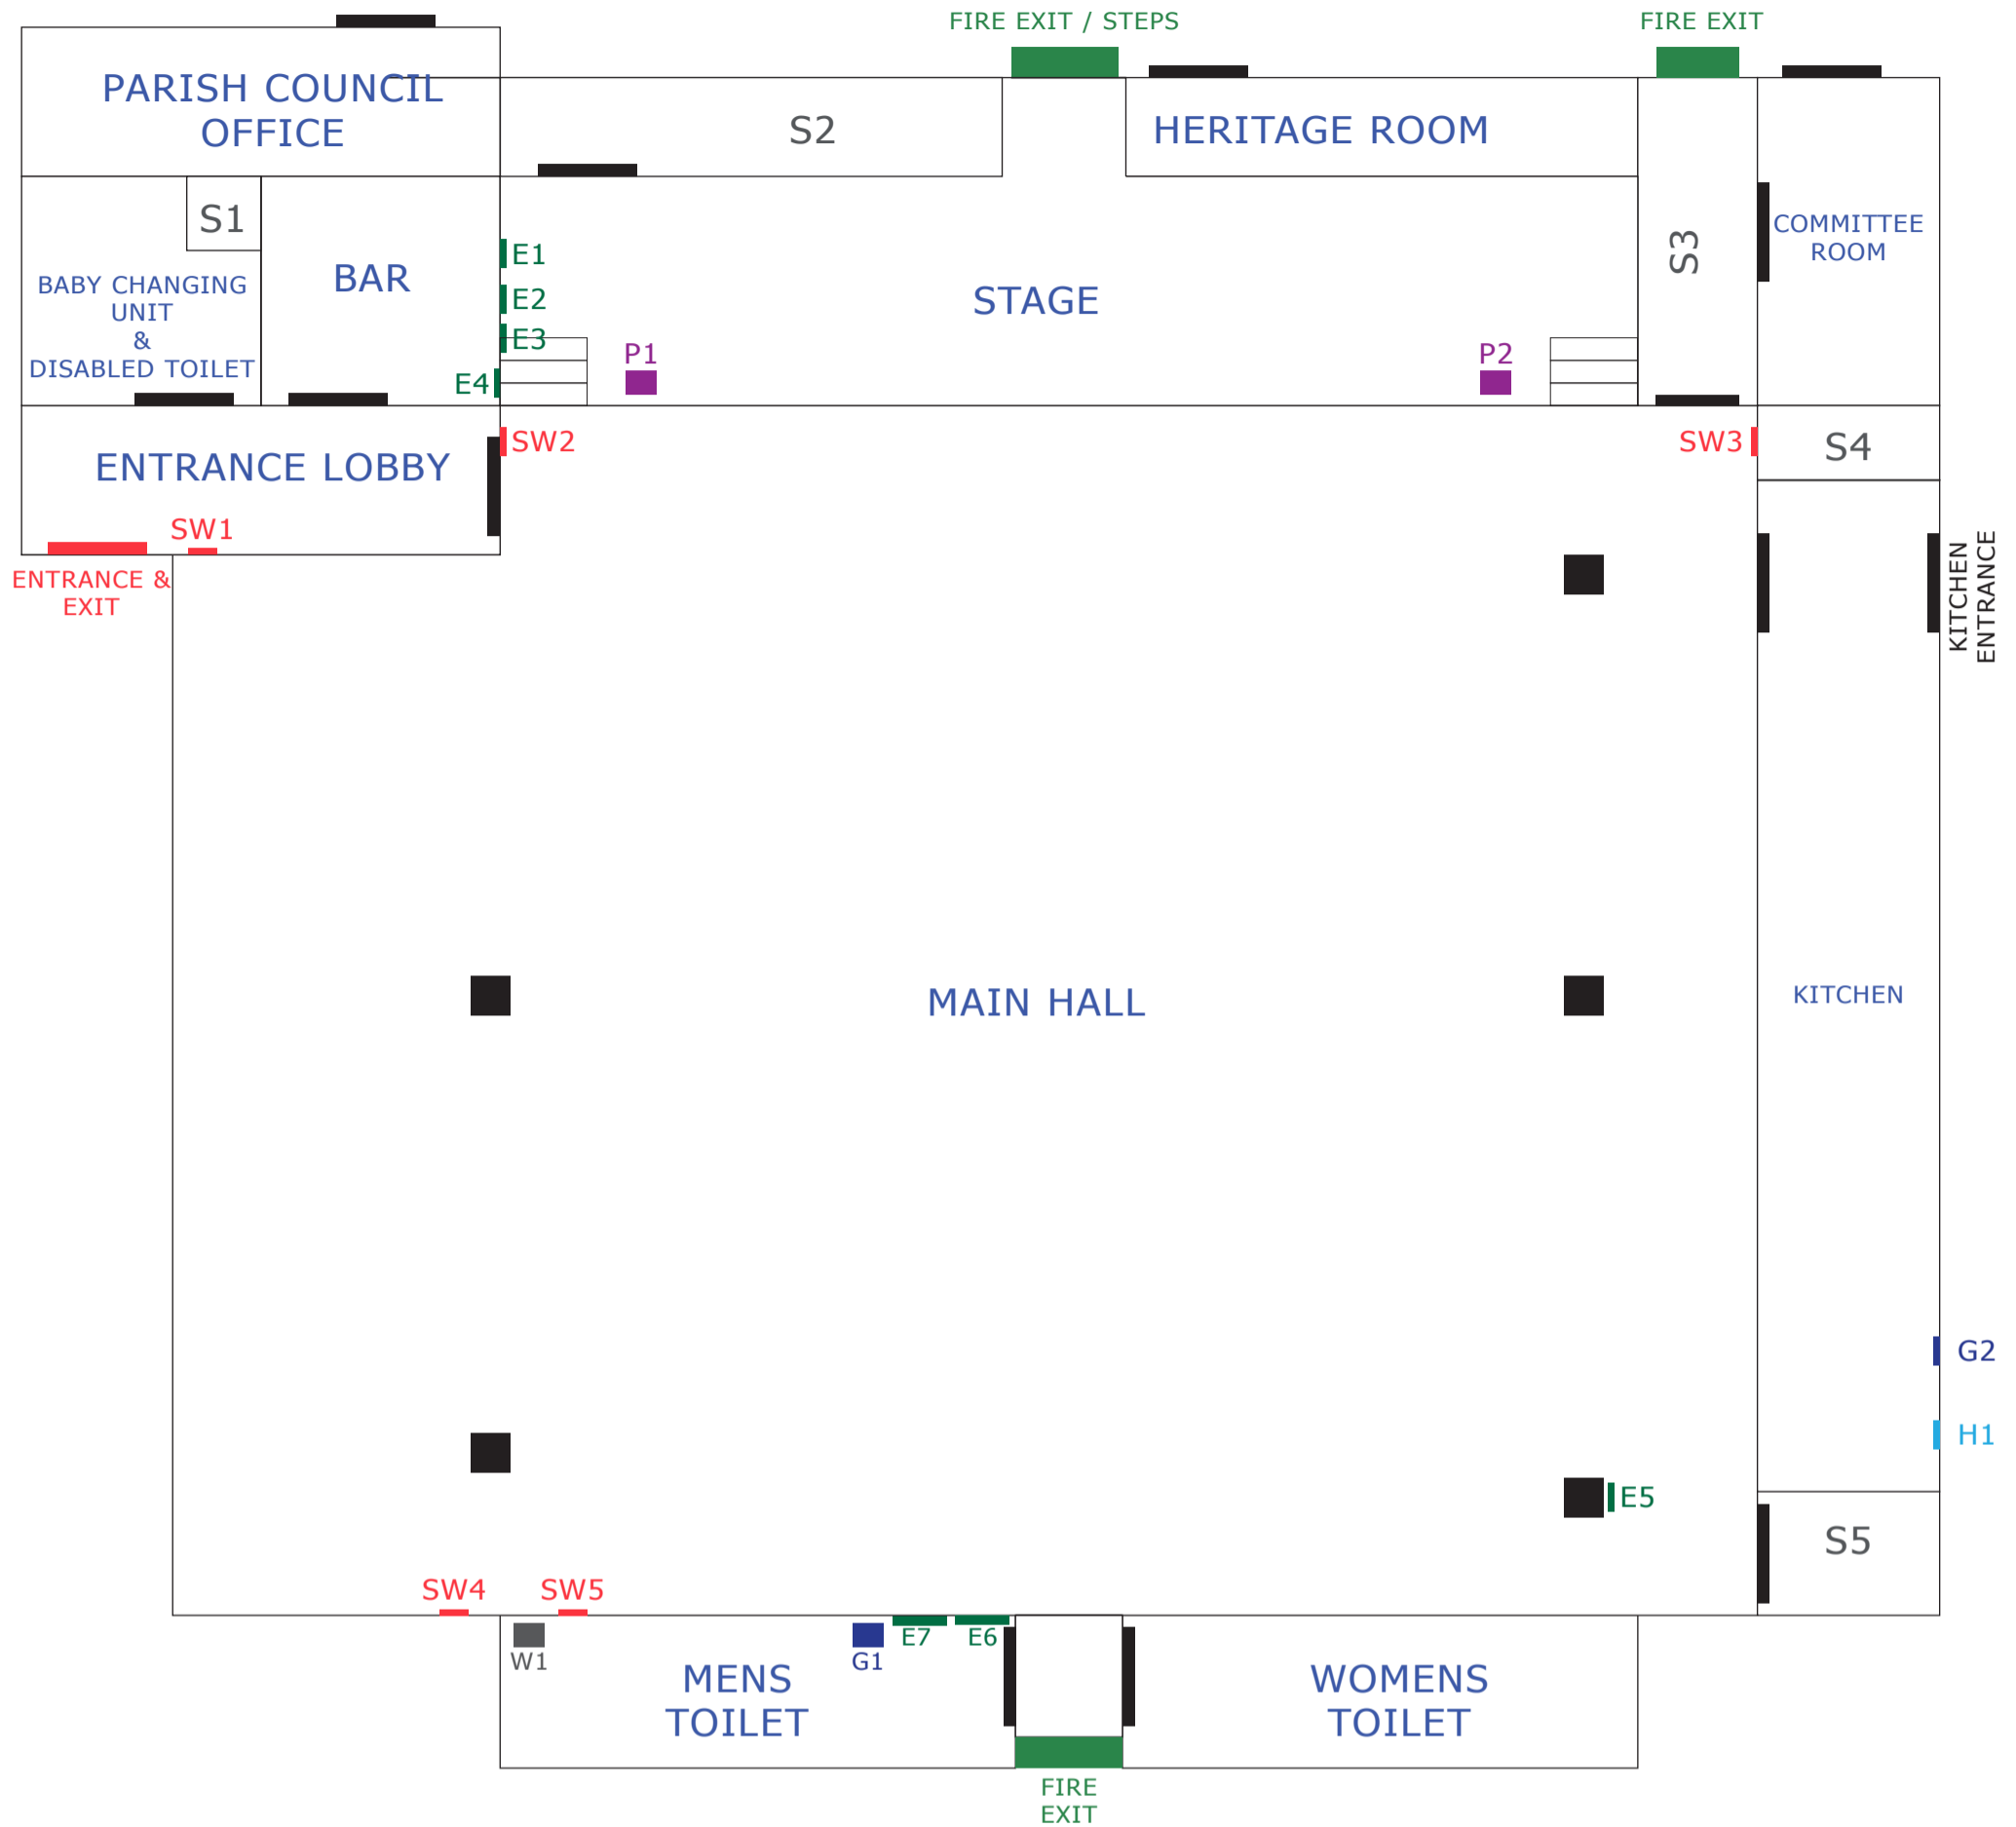 FIRE EXIT / STEPS
FIRE EXIT
PARISH COUNCIL
OFFICE
S2
HERITAGE ROOM
S1
S3
COMMITTEE
ROOM
BABY CHANGING
UNIT
&
DISABLED TOILET
BAR
E1
E2
E3
E4
STAGE
P1
P2
ENTRANCE LOBBY
SW2
SW3
S4
SW1
ENTRANCE &
EXIT
KITCHEN
ENTRANCE
MAIN HALL
KITCHEN
G2
H1
E5
S5
SW4
SW5
W1
G1
E7
E6
MENS
TOILET
WOMENS
TOILET
FIRE
EXIT